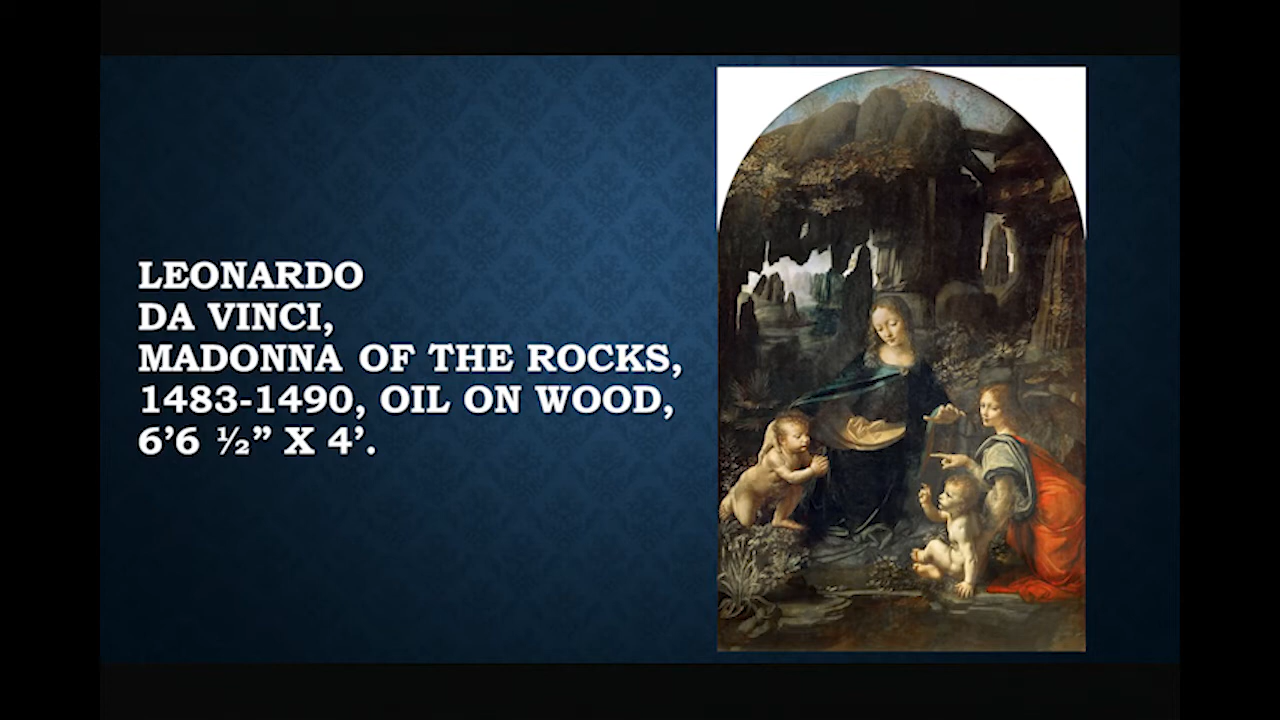 LEONARDO
DA VINCI,
MADONNA OF THE ROCKS,
1483-1490, OIL ON WOOD,
6’6 ½” X 4’.